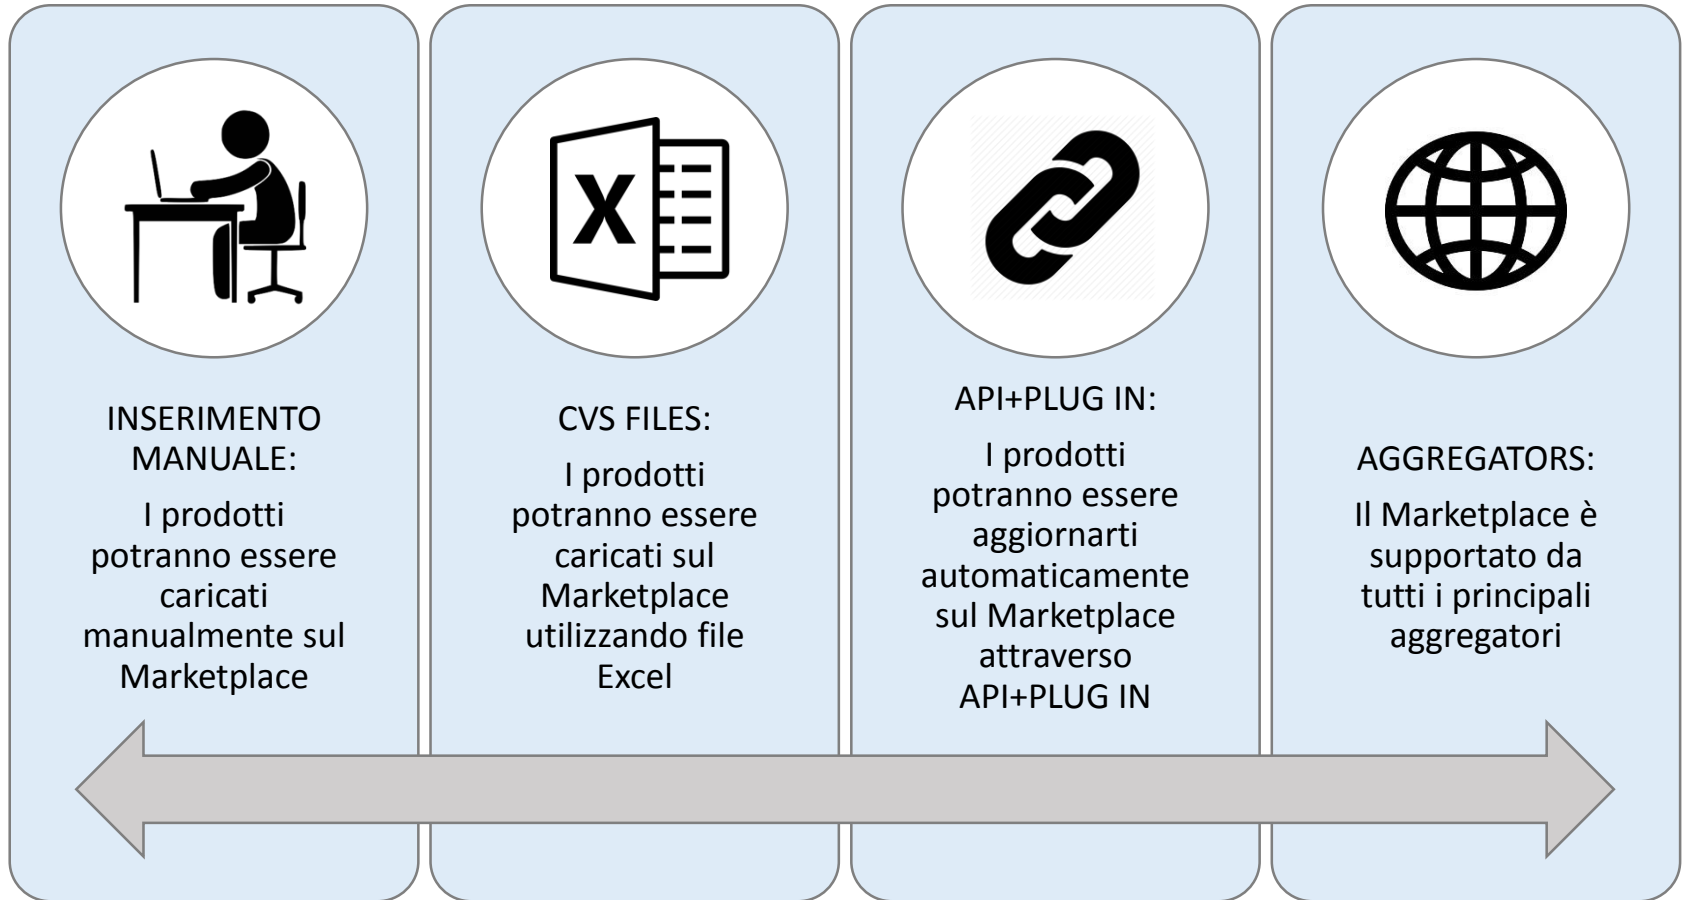 INSERIMENTO
MANUALE:
I prodotti
potranno essere
caricati
manualmente sul
Marketplace
X
CVS FILES:
I prodotti
potranno essere
caricati sul
Marketplace
utilizzando file
Excel
API+PLUG IN:
I prodotti
potranno essere
aggiornarti
automaticamente
sul Marketplace
attraverso
API+PLUG IN
AGGREGATORS:
Il Marketplace è
supportato da
tutti i principali
aggregatori